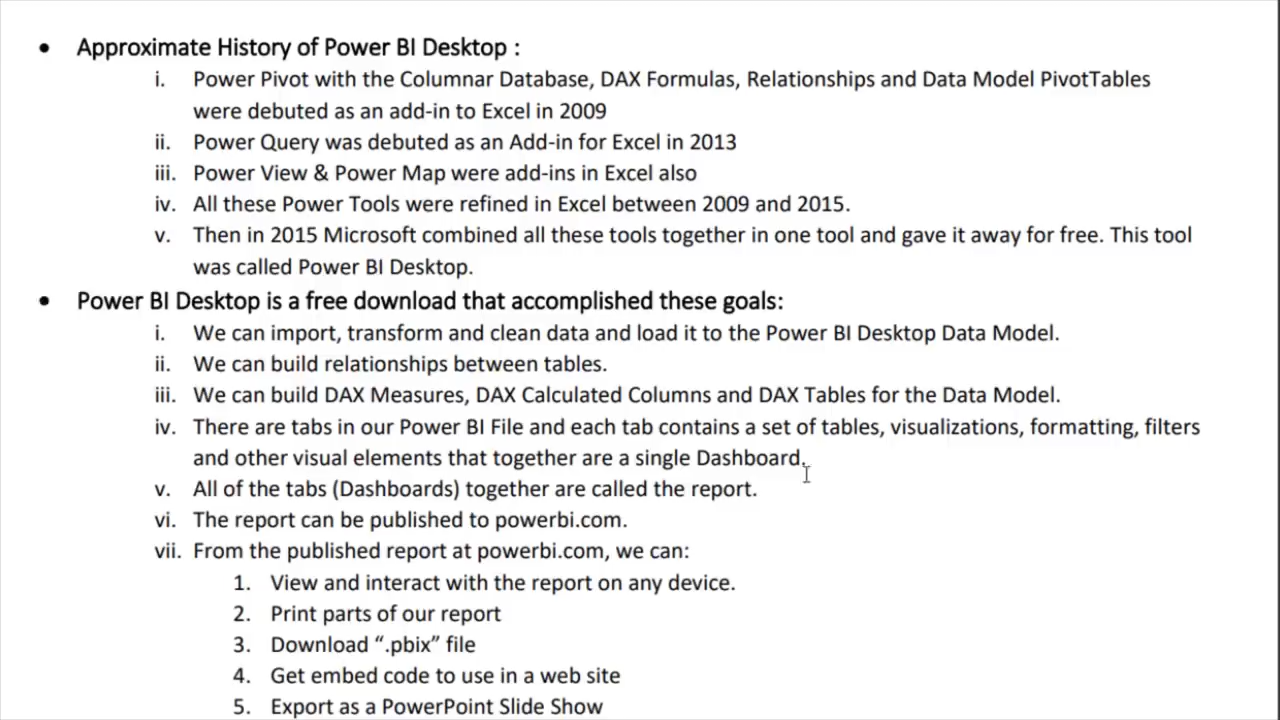 • Approximate History of Power BI Desktop :
i. Power Pivot with the Columnar Database, DAX Formulas, Relationships and Data Model PivotTables
were debuted as an add-in to Excel in 2009
ii. Power Query was debuted as an Add-in for Excel in 2013
iii. Power View & Power Map were add-ins in Excel also
iv. All these Power Tools were refined in Excel between 2009 and 2015.
v. Then in 2015 Microsoft combined all these tools together in one tool and gave it away for free. This tool
was called Power BI Desktop.
• Power BI Desktop is a free download that accomplished these goals:
i. We can import, transform and clean data and load it to the Power BI Desktop Data Model.
ii. We can build relationships between tables.
iii. We can build DAX Measures, DAX Calculated Columns and DAX Tables for the Data Model.
iv. There are tabs in our Power BI File and each tab contains a set of tables, visualizations, formatting, filters
and other visual elements that together are a single Dashboard.
v. All of the tabs (Dashboards) together are called the report.
vi. The report can be published to powerbi.com.
vii. From the published report at powerbi.com, we can:
1. View and interact with the report on any device.
2. Print parts of our report
3. Download “.pbix” file
4. Get embed code to use in a web site
5. Export as a PowerPoint Slide Show